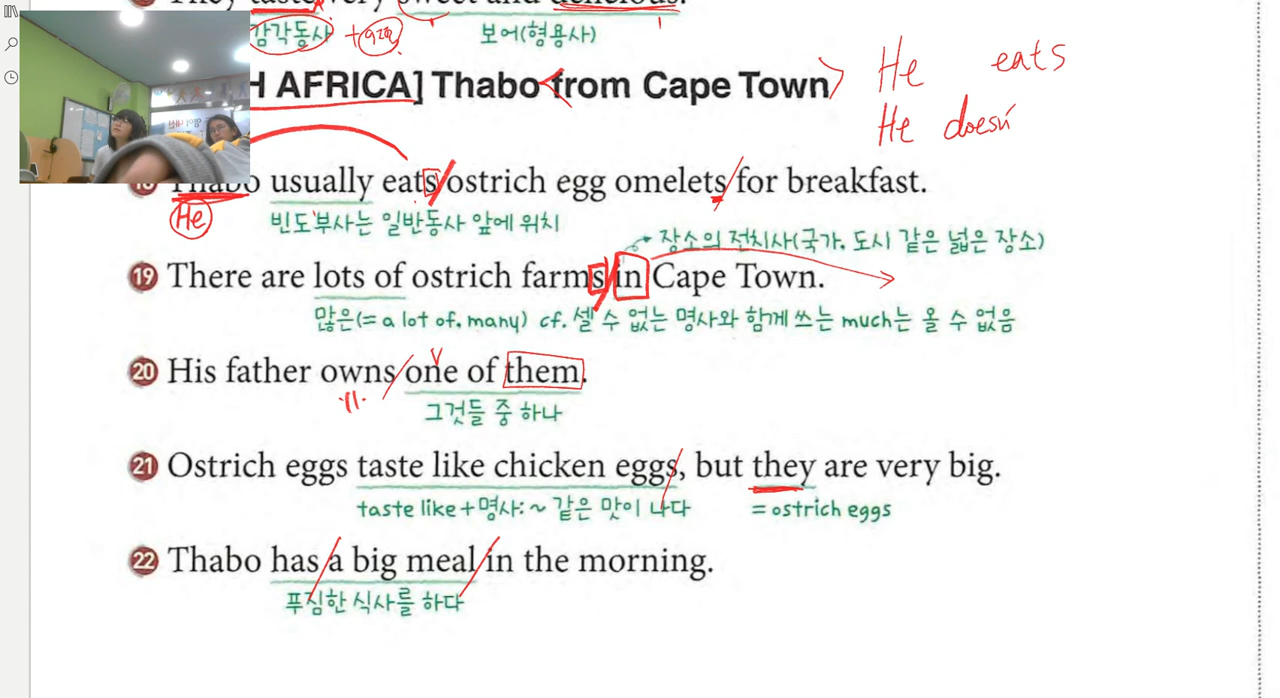 very sweet and delicious.
감각동사 +
보어(형용사)
H AFRICA] Thabo from Cape Town
He eats
He doesn
18 Thabo usually eats ostrich egg omelets for breakfast.
He
빈도부사는 일반동사 앞에 위치
장소의 전치사(국가, 도시 같은 넓은 장소)
19 There are lots of ostrich farms in Cape Town.
많은(= a lot of, many) cf. 셀 수 없는 명사와 함께 쓰는 much는 올 수 없음
20 His father owns one of them.
그것들 중 하나
21 Ostrich eggs taste like chicken eggs, but they are very big.
taste like+명사: ~ 같은 맛이 나다
= ostrich eggs
22 Thabo has a big meal in the morning.
푸짐한 식사를 하다